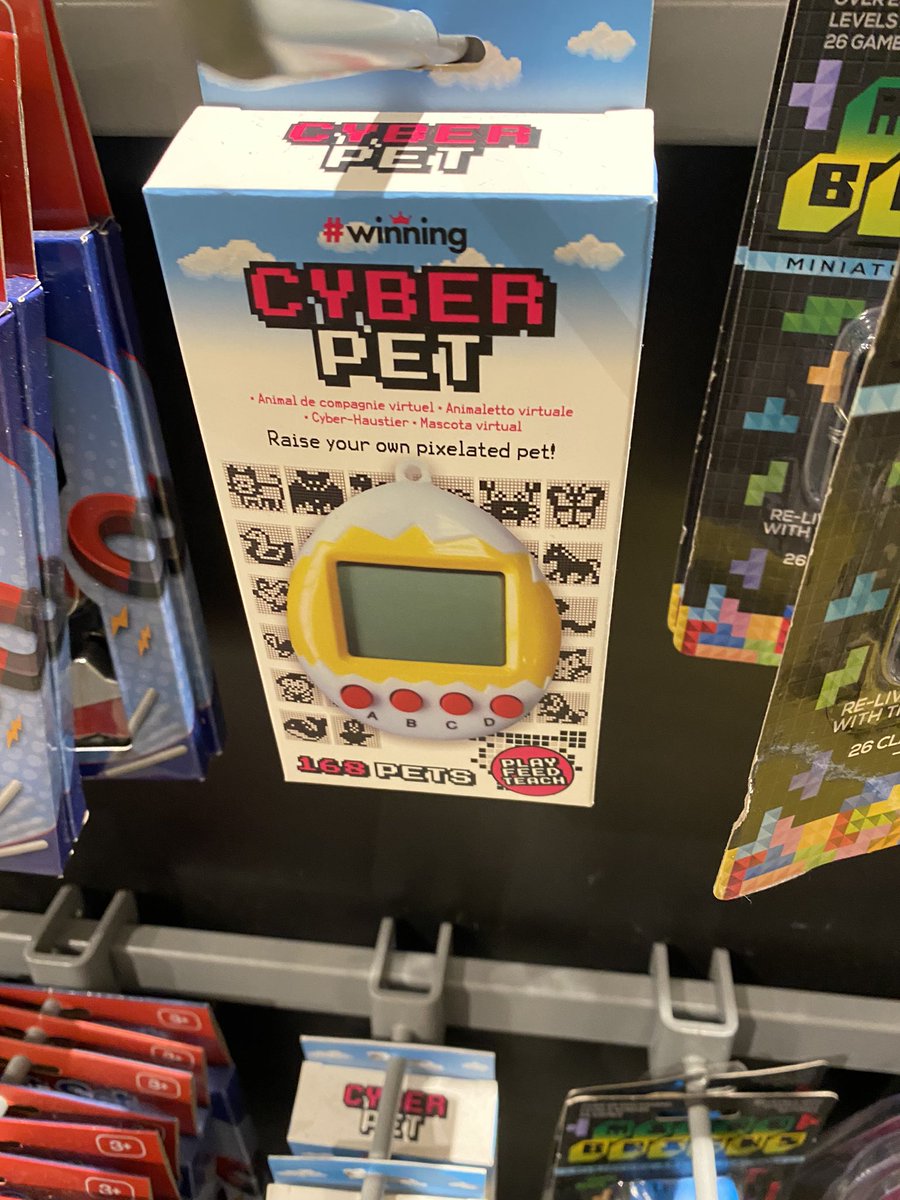 CYBER
PET
#winning
CYBER
PET
• Animal de compagnie virtuel • Animaletto virtuale
• Cyber-Haustier • Mascota virtual
Raise your own pixelated pet!
A B C D
168 PETS
PLAY
FEED
TEACH
LEVELS
26 GAME
B
MINIATU
RE-LI
WITH
26
RE-LIV
WITH T
26 CL
3+
3+
3+
3+
3+
CYBER
PET